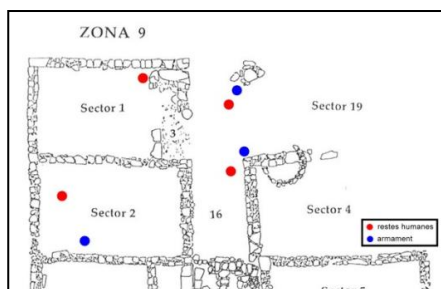 ZONA 9
Sector 1
Sector 19
3
Sector 2
16
Sector 4
restes humanes
armament